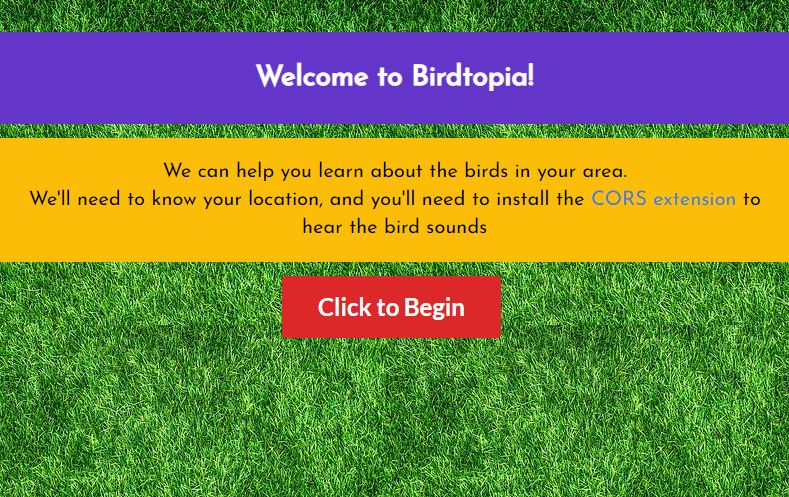 Welcome to Birdtopia!
We can help you learn about the birds in your area.
We'll need to know your location, and you'll need to install the CORS extension to
hear the bird sounds
Click to Begin